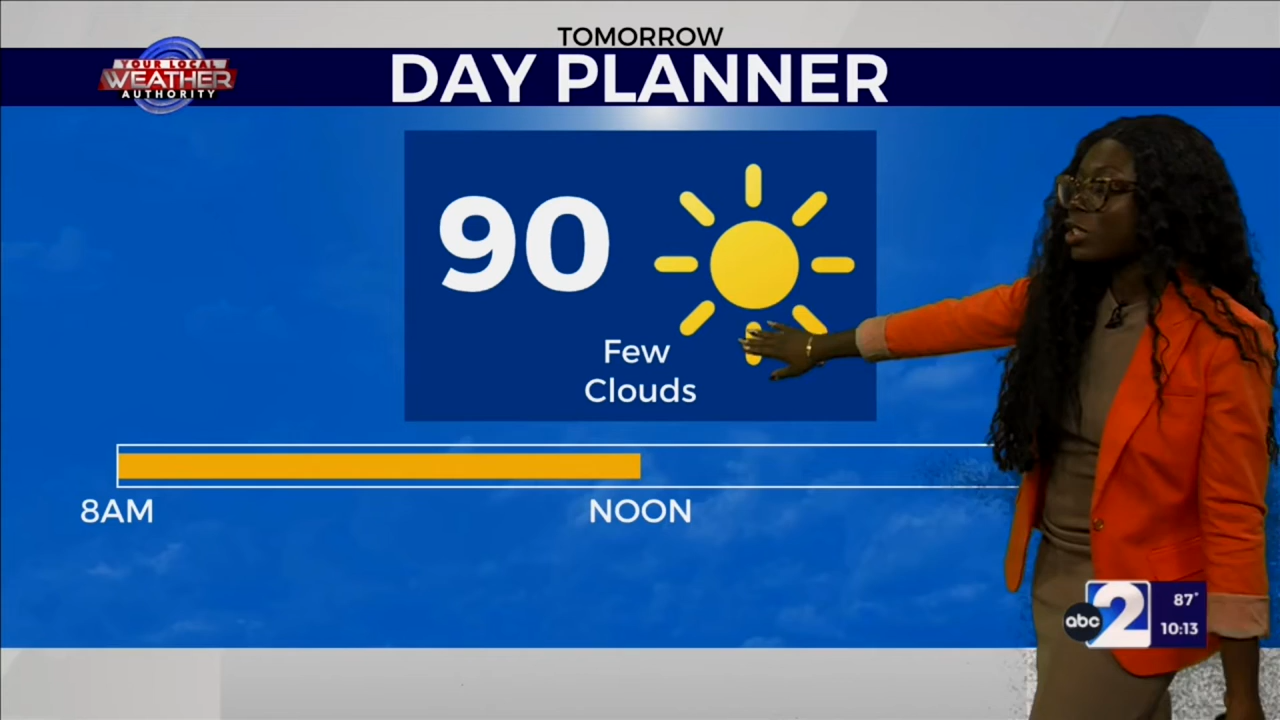 TOMORROW
DAY PLANNER
YOUR LOCAL
WEATHER
AUTHORITY
90
Few
Clouds
8AM
NOON
abc 2
87°
10:13